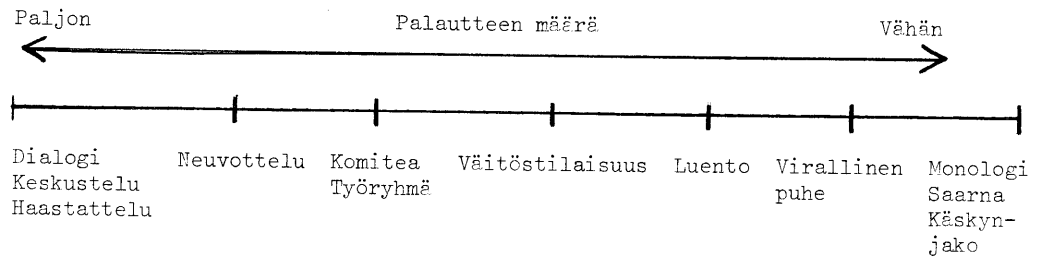 Paljon Palautteen määrä Vähän
Dialogi Neuvottelu Komitea Väitöstilaisuus Luento Virallinen Monologi
Keskustelu Työryhmä puhe Saarna
Haastattelu Käskyn-
jako